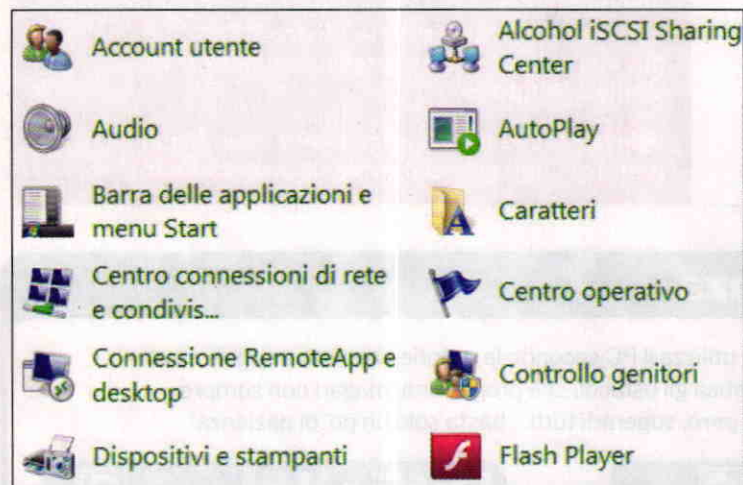 Account utente
Alcohol iSCSI Sharing
Center
Audio
AutoPlay
Barra delle applicazioni e
menu Start
Caratteri
Centro connessioni di rete
e condivis...
Centro operativo
Connessione RemoteApp e
desktop
Controllo genitori
Dispositivi e stampanti
Flash Player